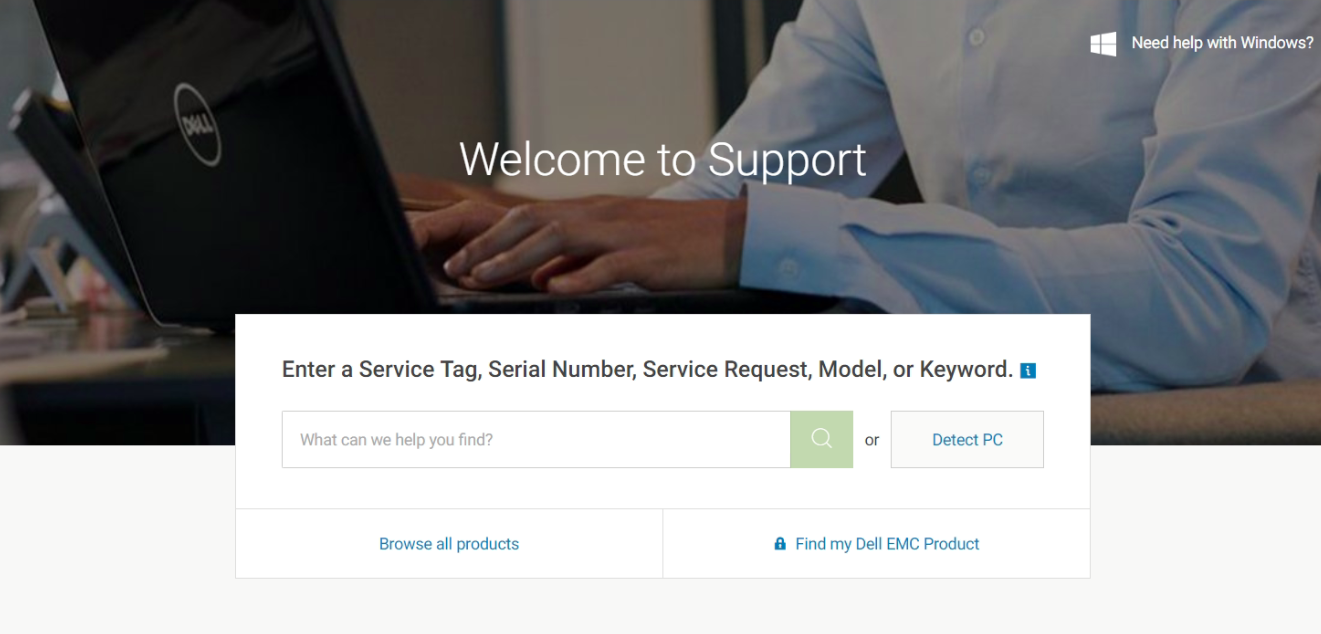 Need help with Windows?
DELL
Welcome to Support
Enter a Service Tag, Serial Number, Service Request, Model, or Keyword. i
What can we help you find?
or
Detect PC
Browse all products
Find my Dell EMC Product